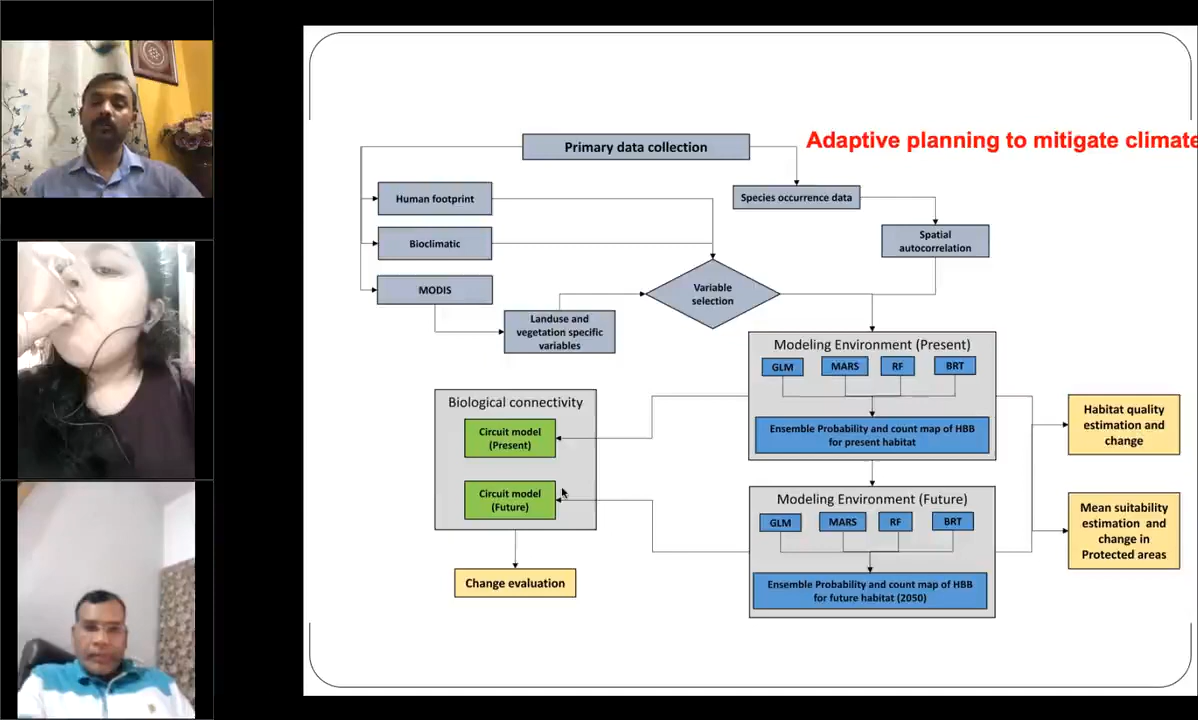 Primary data collection
Adaptive planning to mitigate climate
Human footprint
Species occurrence data
Bioclimatic
Spatial
autocorrelation
MODIS
Variable
selection
Landuse and
vegetation specific
variables
Modeling Environment (Present)
GLM
MARS
RF
BRT
Ensemble Probability and count map of HBB
for present habitat
Biological connectivity
Circuit model
(Present)
Circuit model
(Future)
Habitat quality
estimation and
change
Modeling Environment (Future)
GLM
MARS
RF
BRT
Ensemble Probability and count map of HBB
for future habitat (2050)
Mean suitability
estimation and
change in
Protected areas
Change evaluation